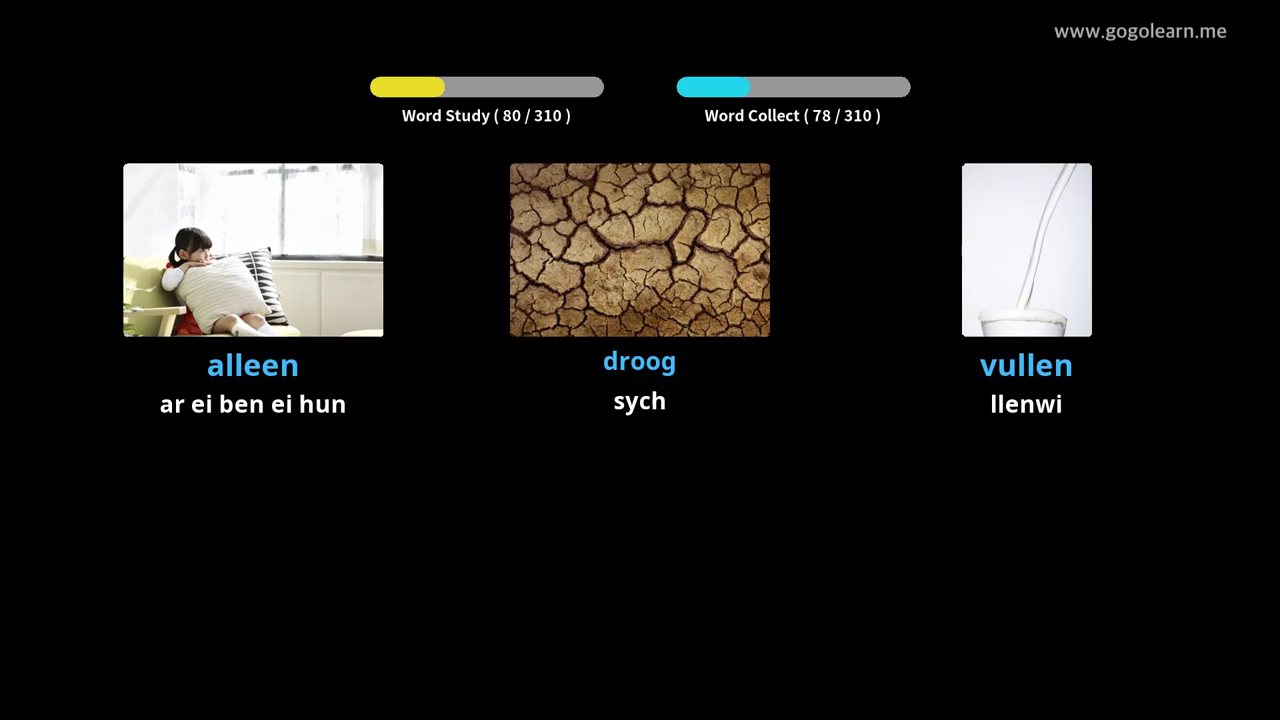 www.gogolearn.me
Word Study ( 80 / 310 )
Word Collect ( 78 / 310 )
alleen
ar ei ben ei hun
droog
sych
vullen
llenwi